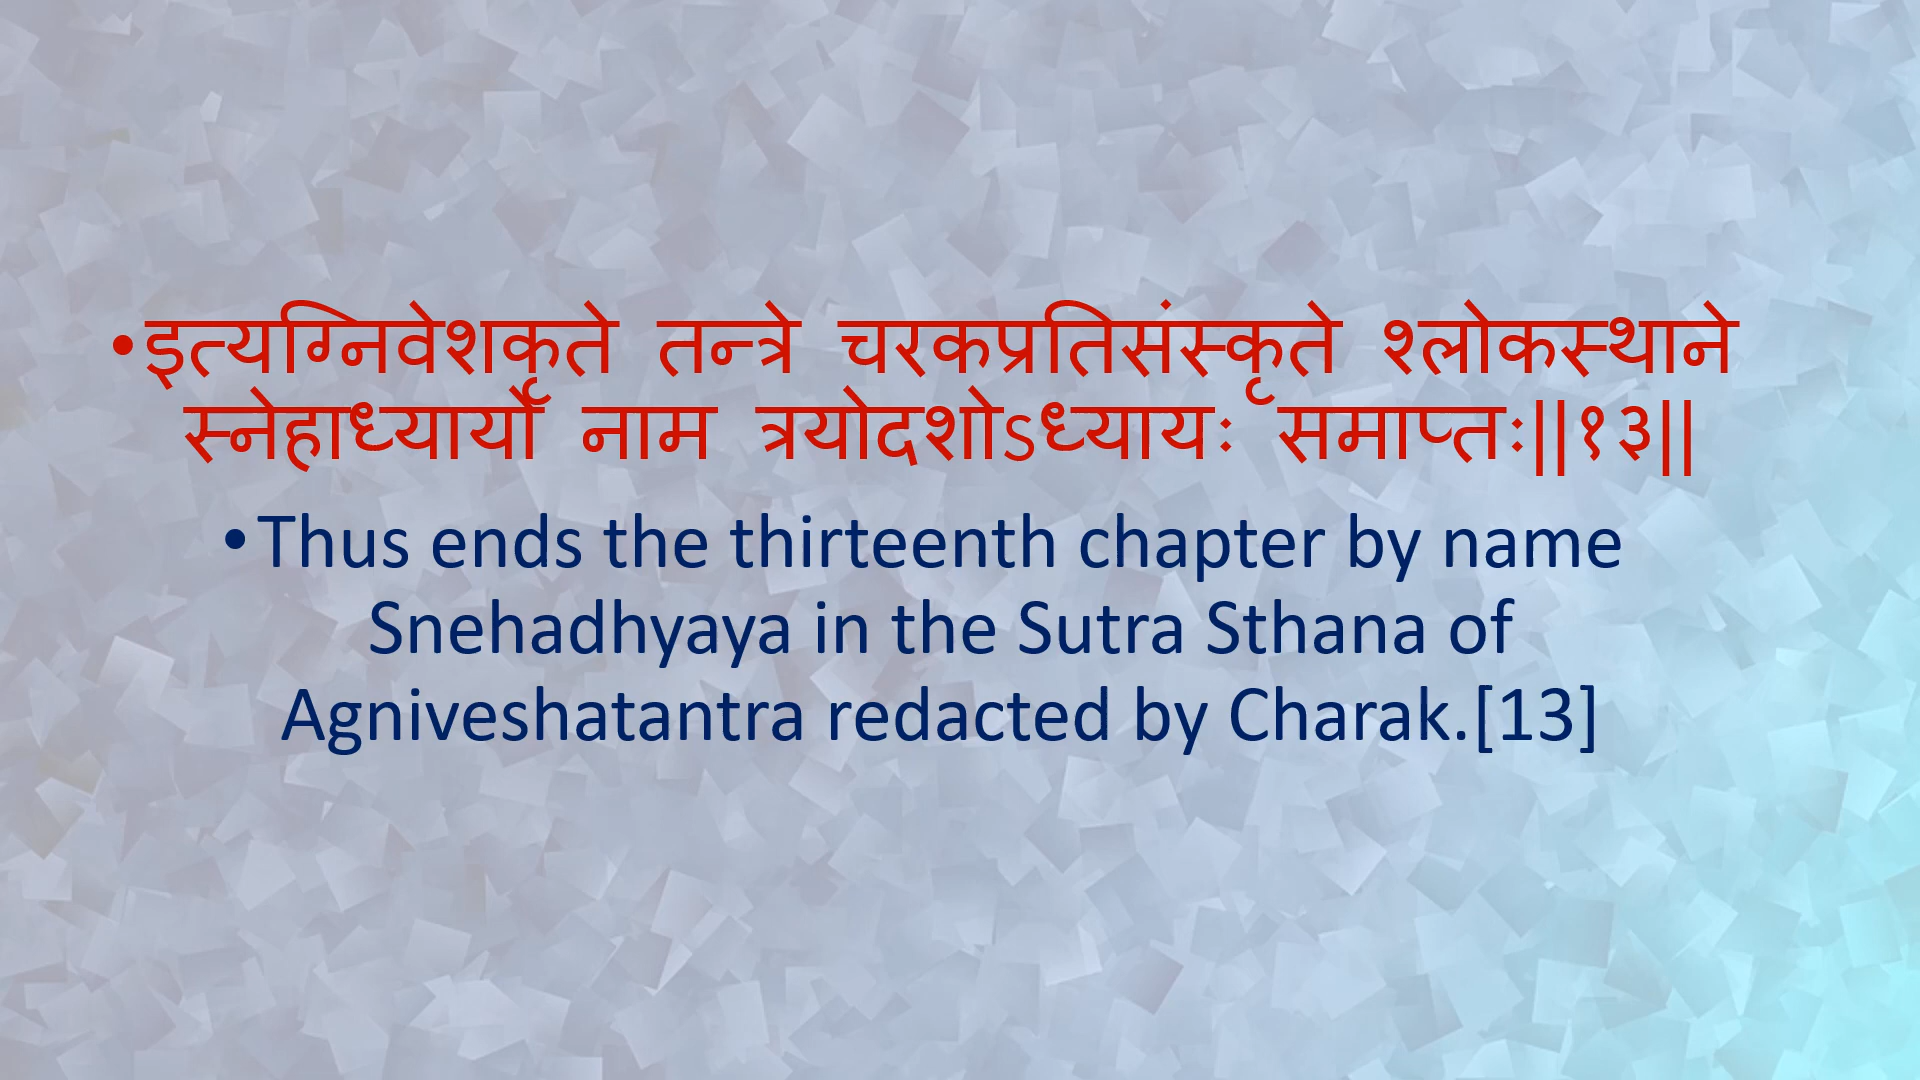 •इत्यग्निवेशकृते तन्त्रे चरकप्रतिसंस्कृते श्लोकस्थाने
स्नेहाध्यायो नाम त्रयोदशोऽध्यायः समाप्तः||१३||
•Thus ends the thirteenth chapter by name
Snehadhyaya in the Sutra Sthana of
Agniveshatantra redacted by Charak.[13]